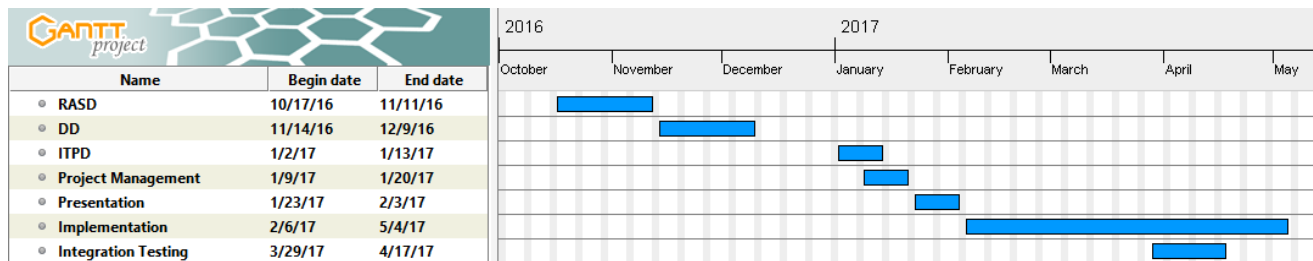 GANTT
project
2016 2017
October November December January February March April May
Name Begin date End date
RASD 10/17/16 11/11/16
DD 11/14/16 12/9/16
ITPD 1/2/17 1/13/17
Project Management 1/9/17 1/20/17
Presentation 1/23/17 2/3/17
Implementation 2/6/17 5/4/17
Integration Testing 3/29/17 4/17/17